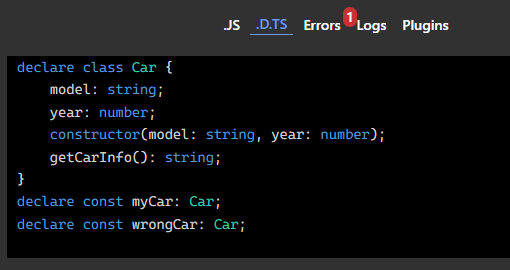 .JS .D.TS Errors 1 Logs Plugins
declare class Car {
    model: string;
    year: number;
    constructor(model: string, year: number);
    getCarInfo(): string;
}
declare const myCar: Car;
declare const wrongCar: Car;